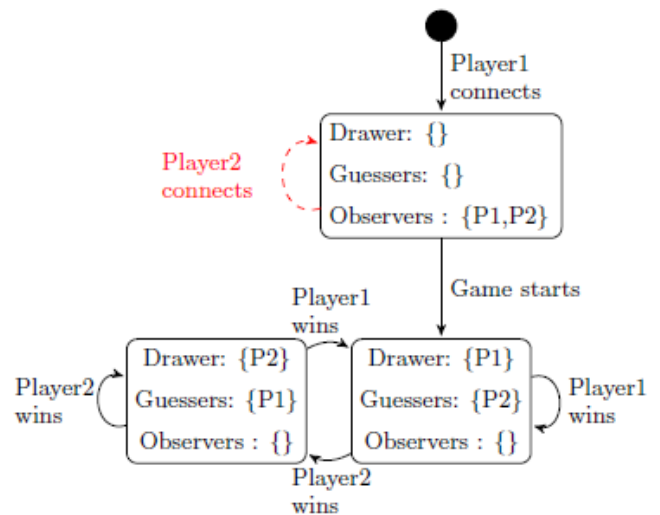 Player1
connects
Drawer: {}
Guessers: {}
Observers : {P1,P2}
Player2
connects
Game starts
Player1
wins
Drawer: {P2}
Guessers: {P1}
Observers : {}
Player2
wins
Drawer: {P1}
Guessers: {P2}
Observers : {}
Player1
wins
Player2
wins